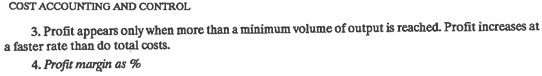 COST ACCOUNTING AND CONTROL
3. Profit appears only when more than a minimum volume of output is reached. Profit increases at
a faster rate than do total costs.
4. Profit margin as %